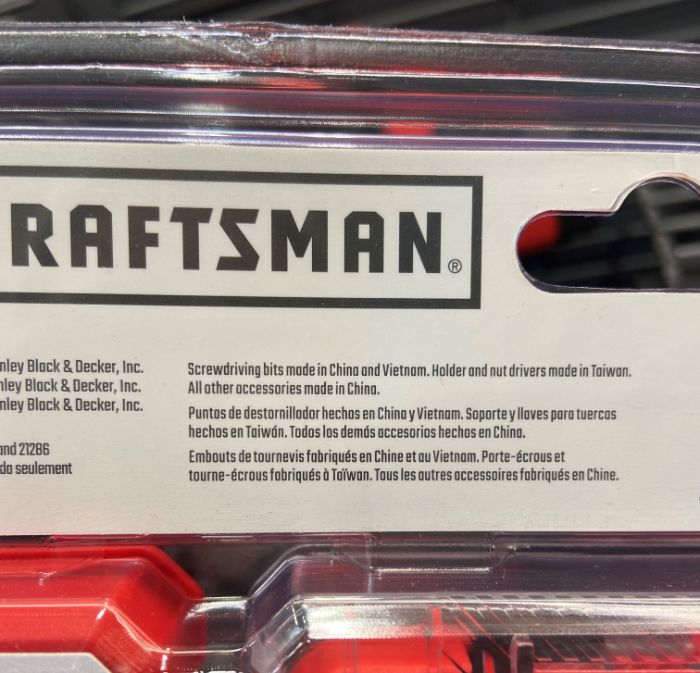 RAFTSMAN®
nley Black & Decker, Inc.
nley Black & Decker, Inc.
nley Black & Decker, Inc.
and 21286
da seulement
Screwdriving bits made in China and Vietnam. Holder and nut drivers made in Taiwan.
All other accessories made in China.
Puntas de destornillador hechos en China y Vietnam. Soporte y llaves para tuercas
hechos en Taiwán. Todos los demás accesorios hechos en China.
Embouts de tournevis fabriqués en Chine et au Vietnam. Porte-écrous et
tourne-écrous fabriqués à Taïwan. Tous les autres accessoires fabriqués en Chine.